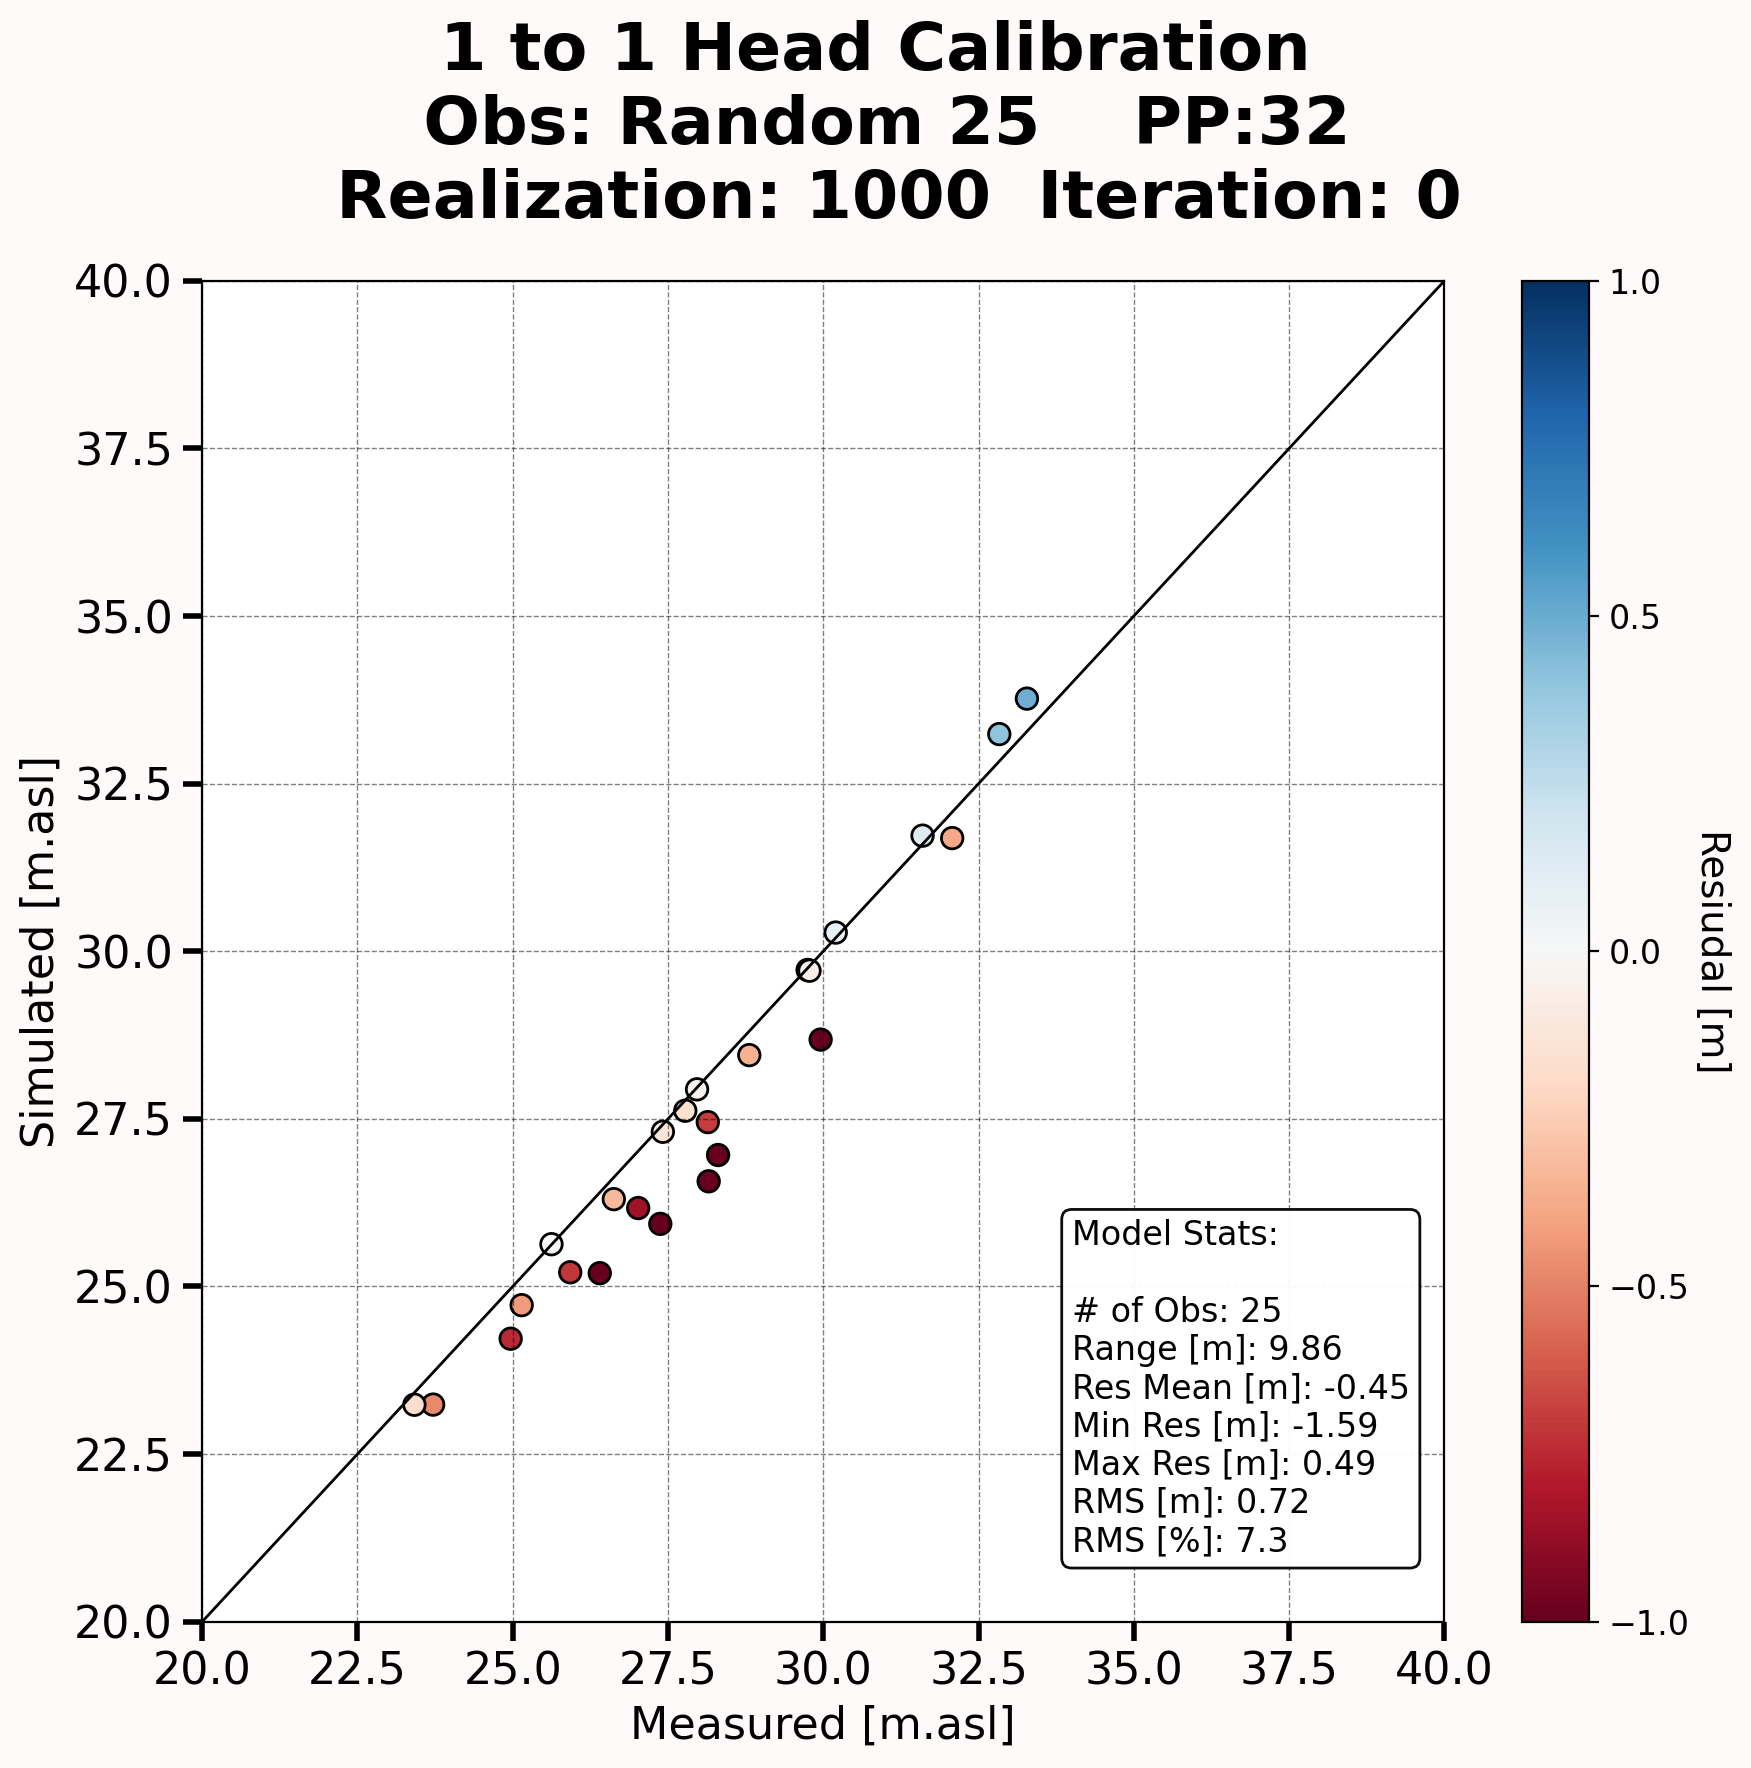 1 to 1 Head Calibration
Obs: Random 25    PP:32
Realization: 1000  Iteration: 0
40.0
37.5
35.0
32.5
30.0
27.5
25.0
22.5
20.0
Simulated [m.asl]
20.0 22.5 25.0 27.5 30.0 32.5 35.0 37.5 40.0
Measured [m.asl]
Model Stats:
# of Obs: 25
Range [m]: 9.86
Res Mean [m]: -0.45
Min Res [m]: -1.59
Max Res [m]: 0.49
RMS [m]: 0.72
RMS [%]: 7.3
1.0
0.5
0.0
−0.5
−1.0
Resiudal [m]